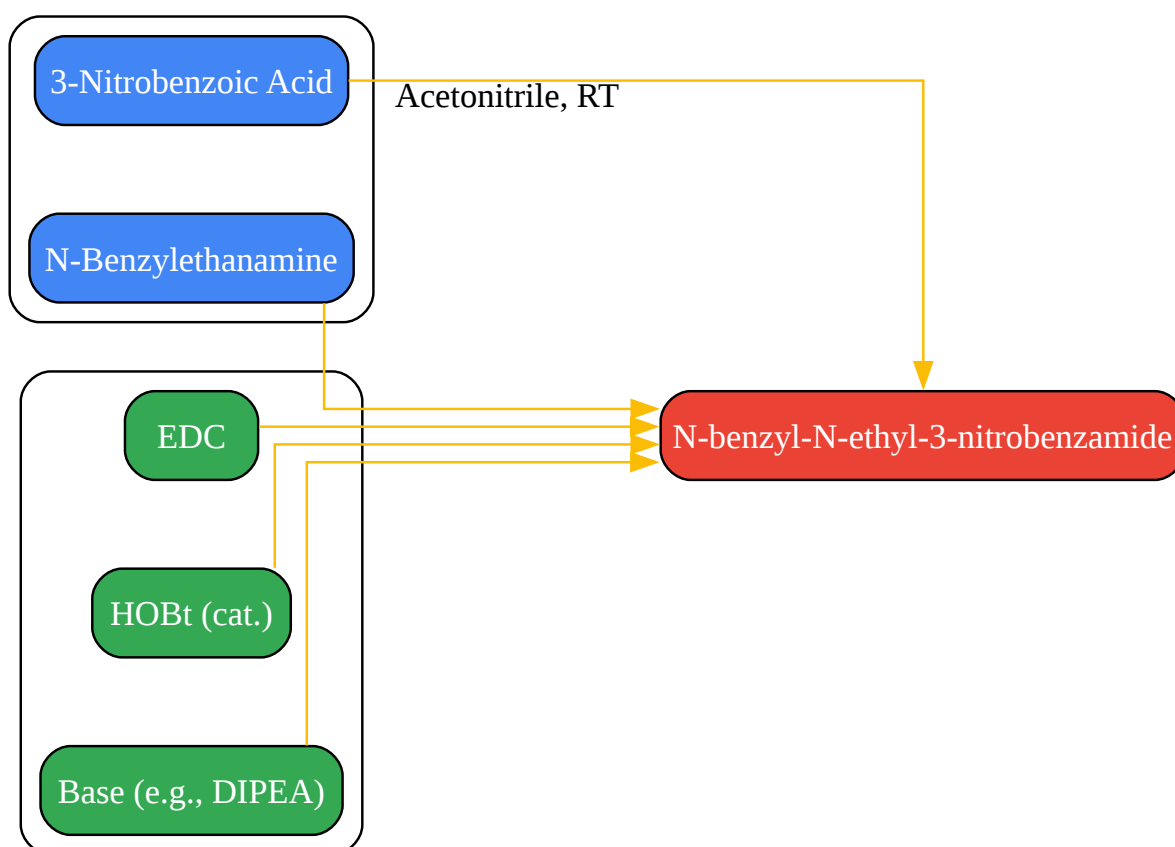 3-Nitrobenzoic Acid
Acetonitrile, RT
N-Benzylethanamine
EDC
N-benzyl-N-ethyl-3-nitrobenzamide
HOBt (cat.)
Base (e.g., DIPEA)